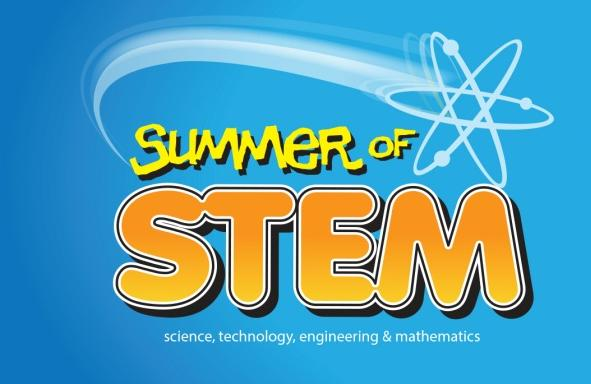 SUMMER OF
STEM
science, technology, engineering & mathematics